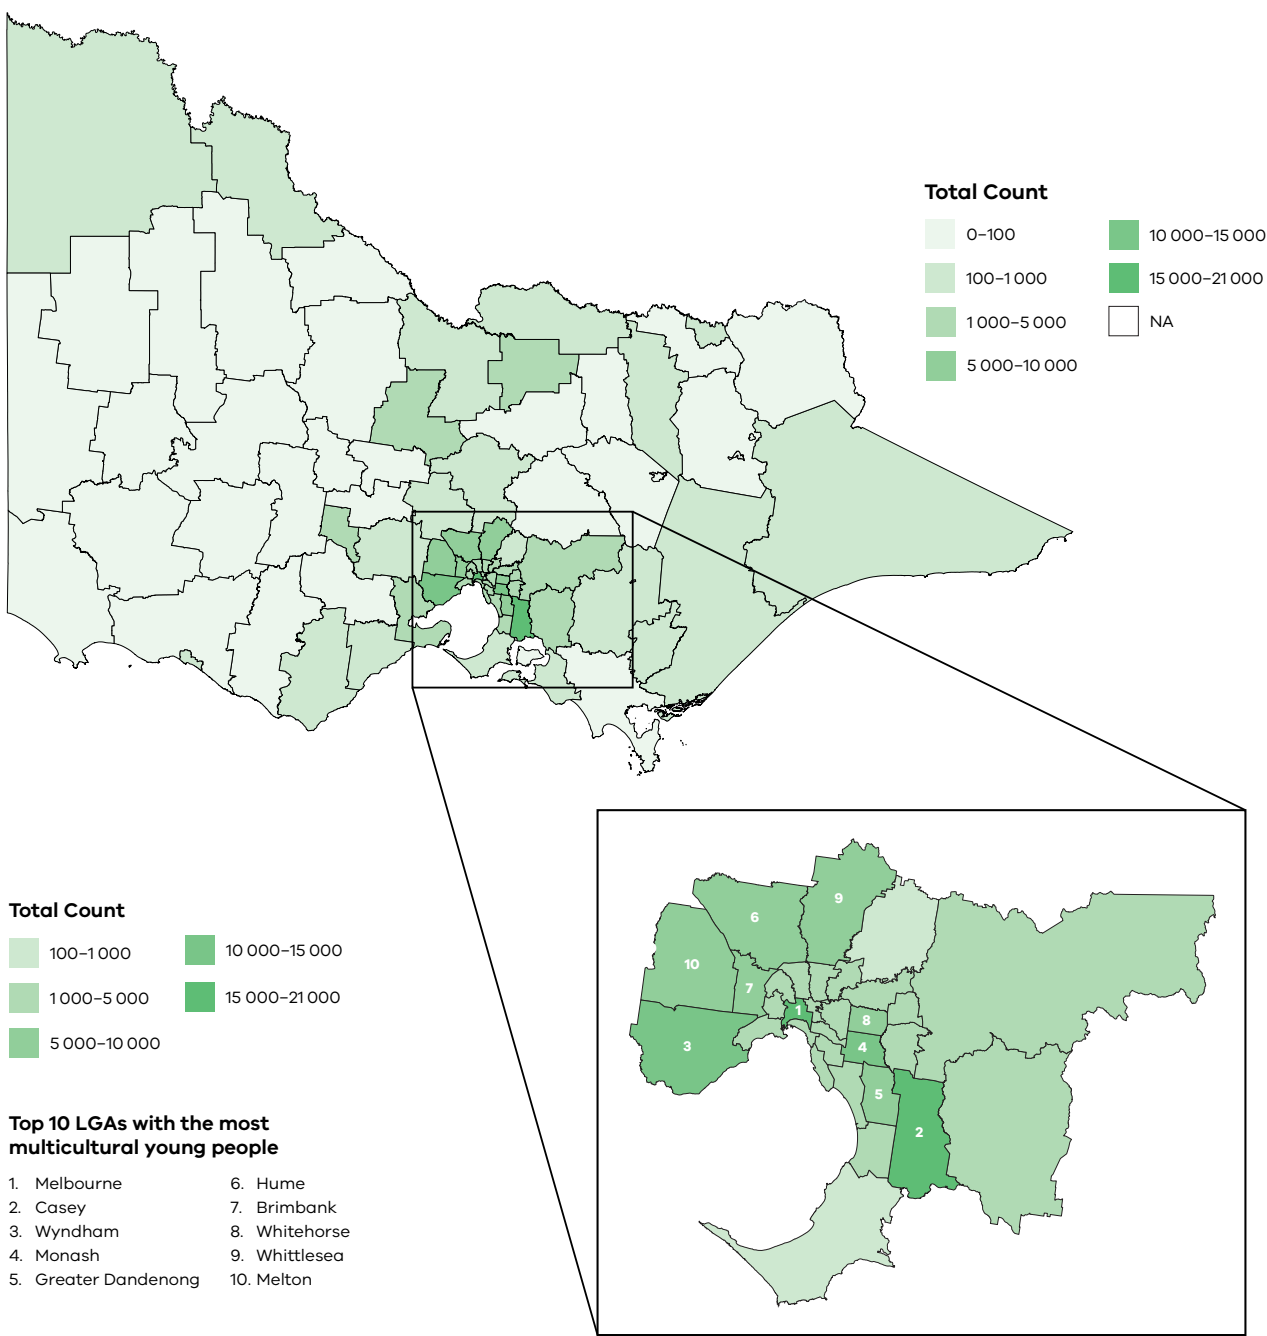 Total Count
0–100
100–1 000
1 000–5 000
5 000–10 000
10 000–15 000
15 000–21 000
NA
Total Count
100–1 000
1 000–5 000
5 000–10 000
10 000–15 000
15 000–21 000
Top 10 LGAs with the most
multicultural young people
1. Melbourne
2. Casey
3. Wyndham
4. Monash
5. Greater Dandenong
6. Hume
7. Brimbank
8. Whitehorse
9. Whittlesea
10. Melton
9
6
10
7
1
8
3
4
5
2